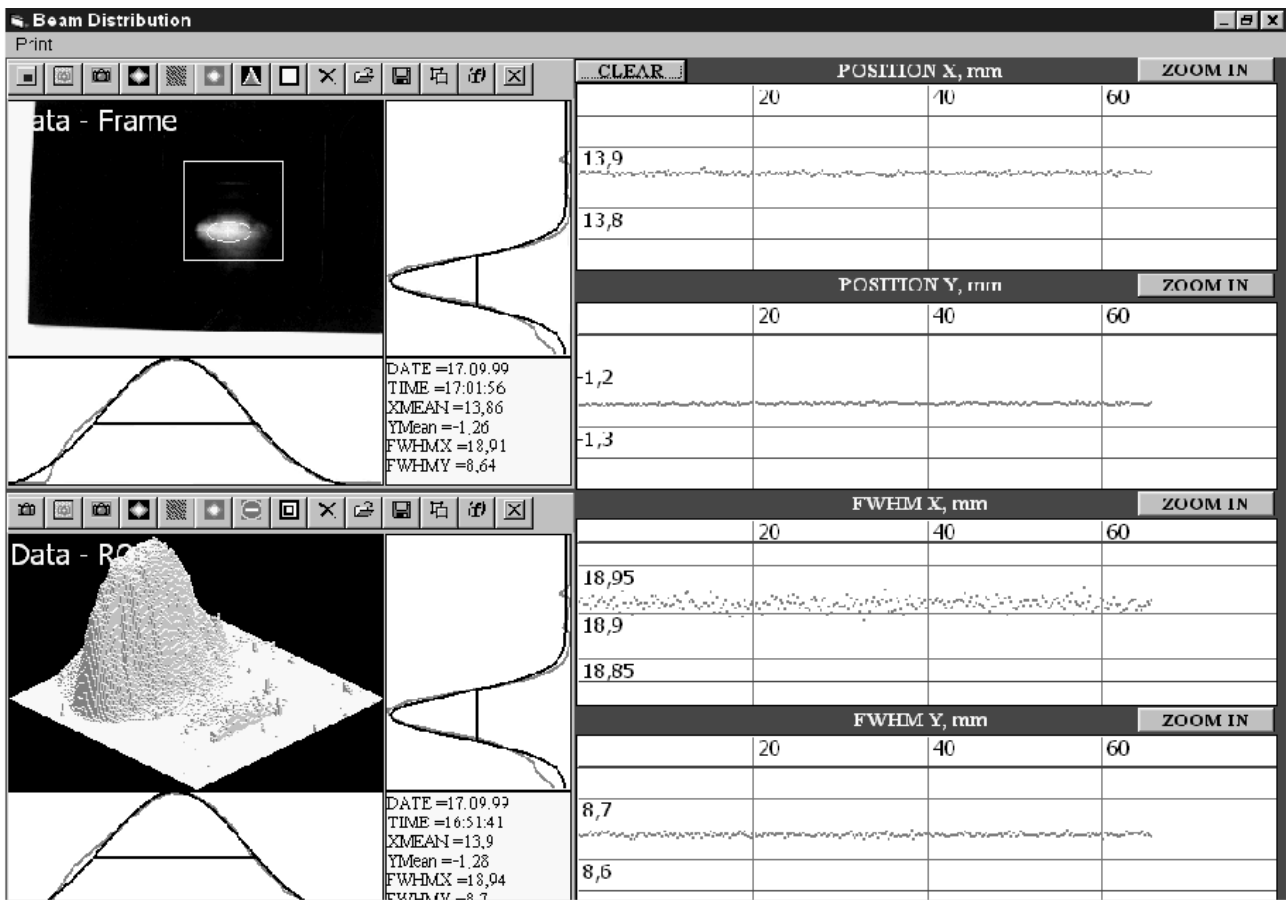 Beam Distribution
Print
ata - Frame
DATE =17.09.99
TIME =17:01:56
XMEAN =13,86
YMean =-1,26
FWHMX =18,91
FWHMY =8,64
Data - RO
DATE =17.09.99
TIME =16:51:41
XMEAN =13,9
YMean =-1,28
FWHMX =18,94
FWHMY =8,7
CLEAR POSITION X, mm ZOOM IN
20 40 60
13,9
13,8
POSITION Y, mm ZOOM IN
20 40 60
-1,2
-1,3
FWHM X, mm ZOOM IN
20 40 60
18,95
18,9
18,85
FWHM Y, mm ZOOM IN
20 40 60
8,7
8,6